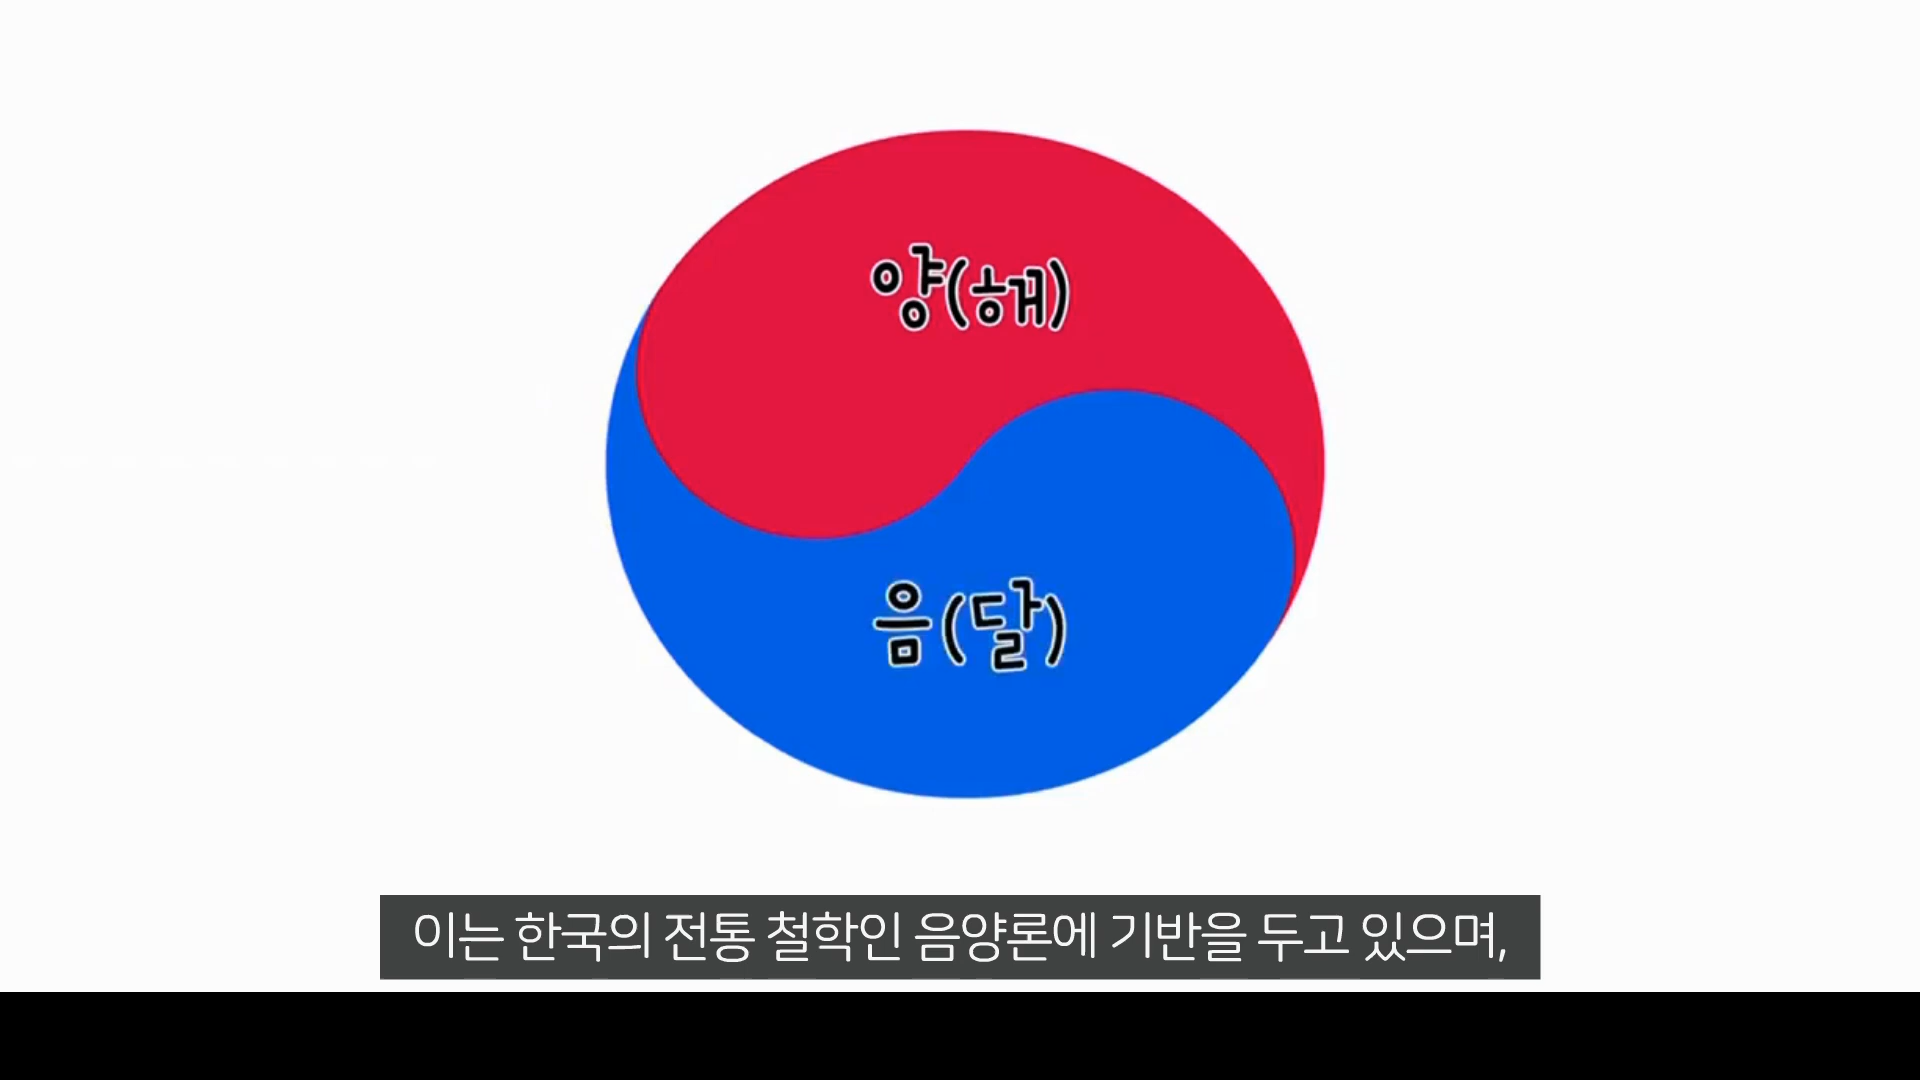 양(해)
음(달)
이는 한국의 전통 철학인 음양론에 기반을 두고 있으며,